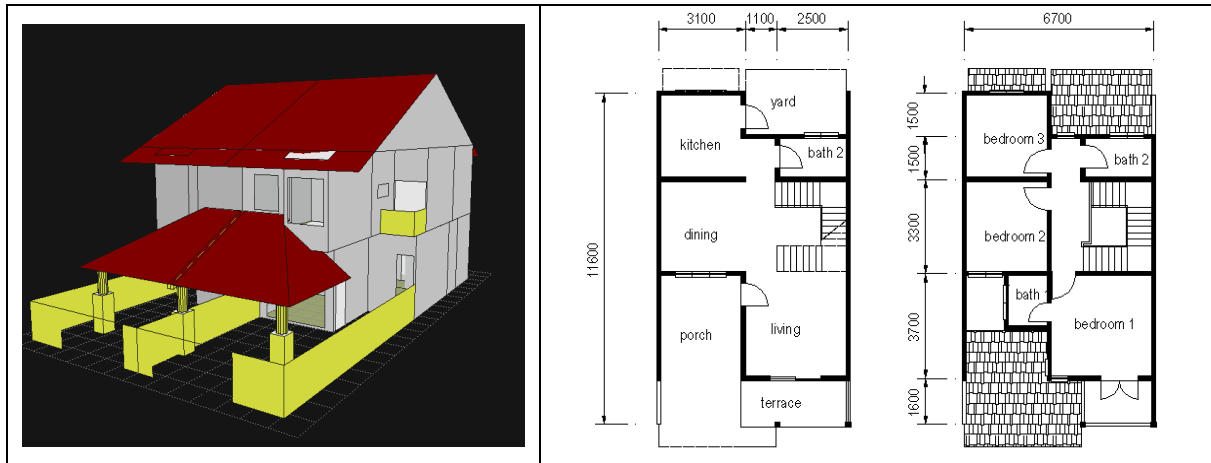 3100 1100 2500
11600
yard
kitchen
bath 2
dining
porch
living
terrace
6700
1500
1500
3300
3700
1600
bedroom 3
bath 2
bedroom 2
bath
bedroom 1